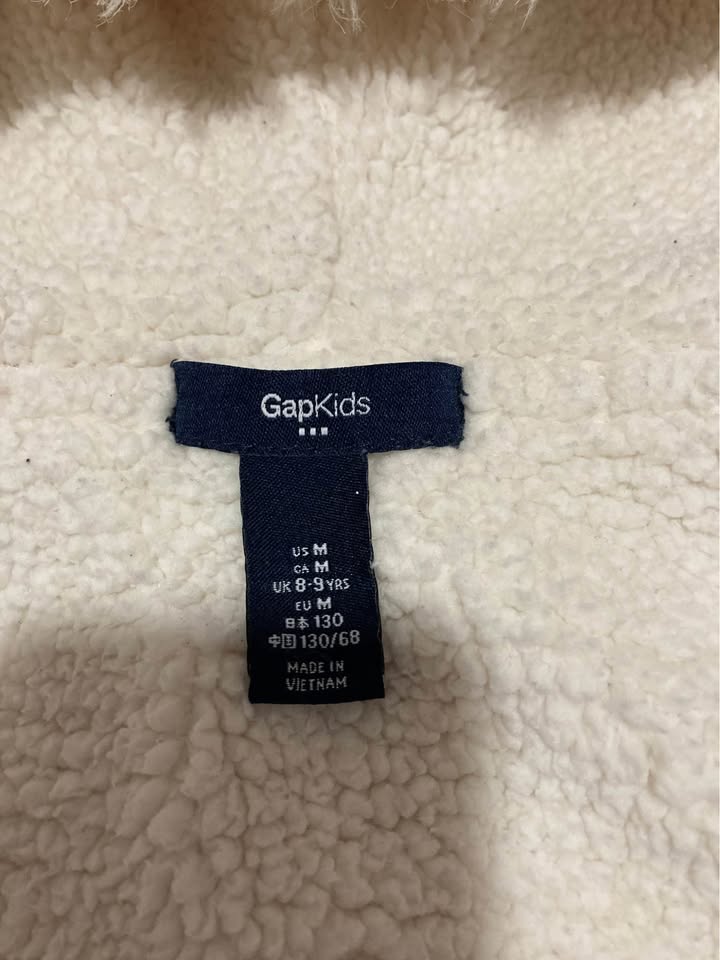 GapKids
US M
CA M
UK 8-9 YRS
EU M
日本 130
中国 130/68
MADE IN
VIETNAM